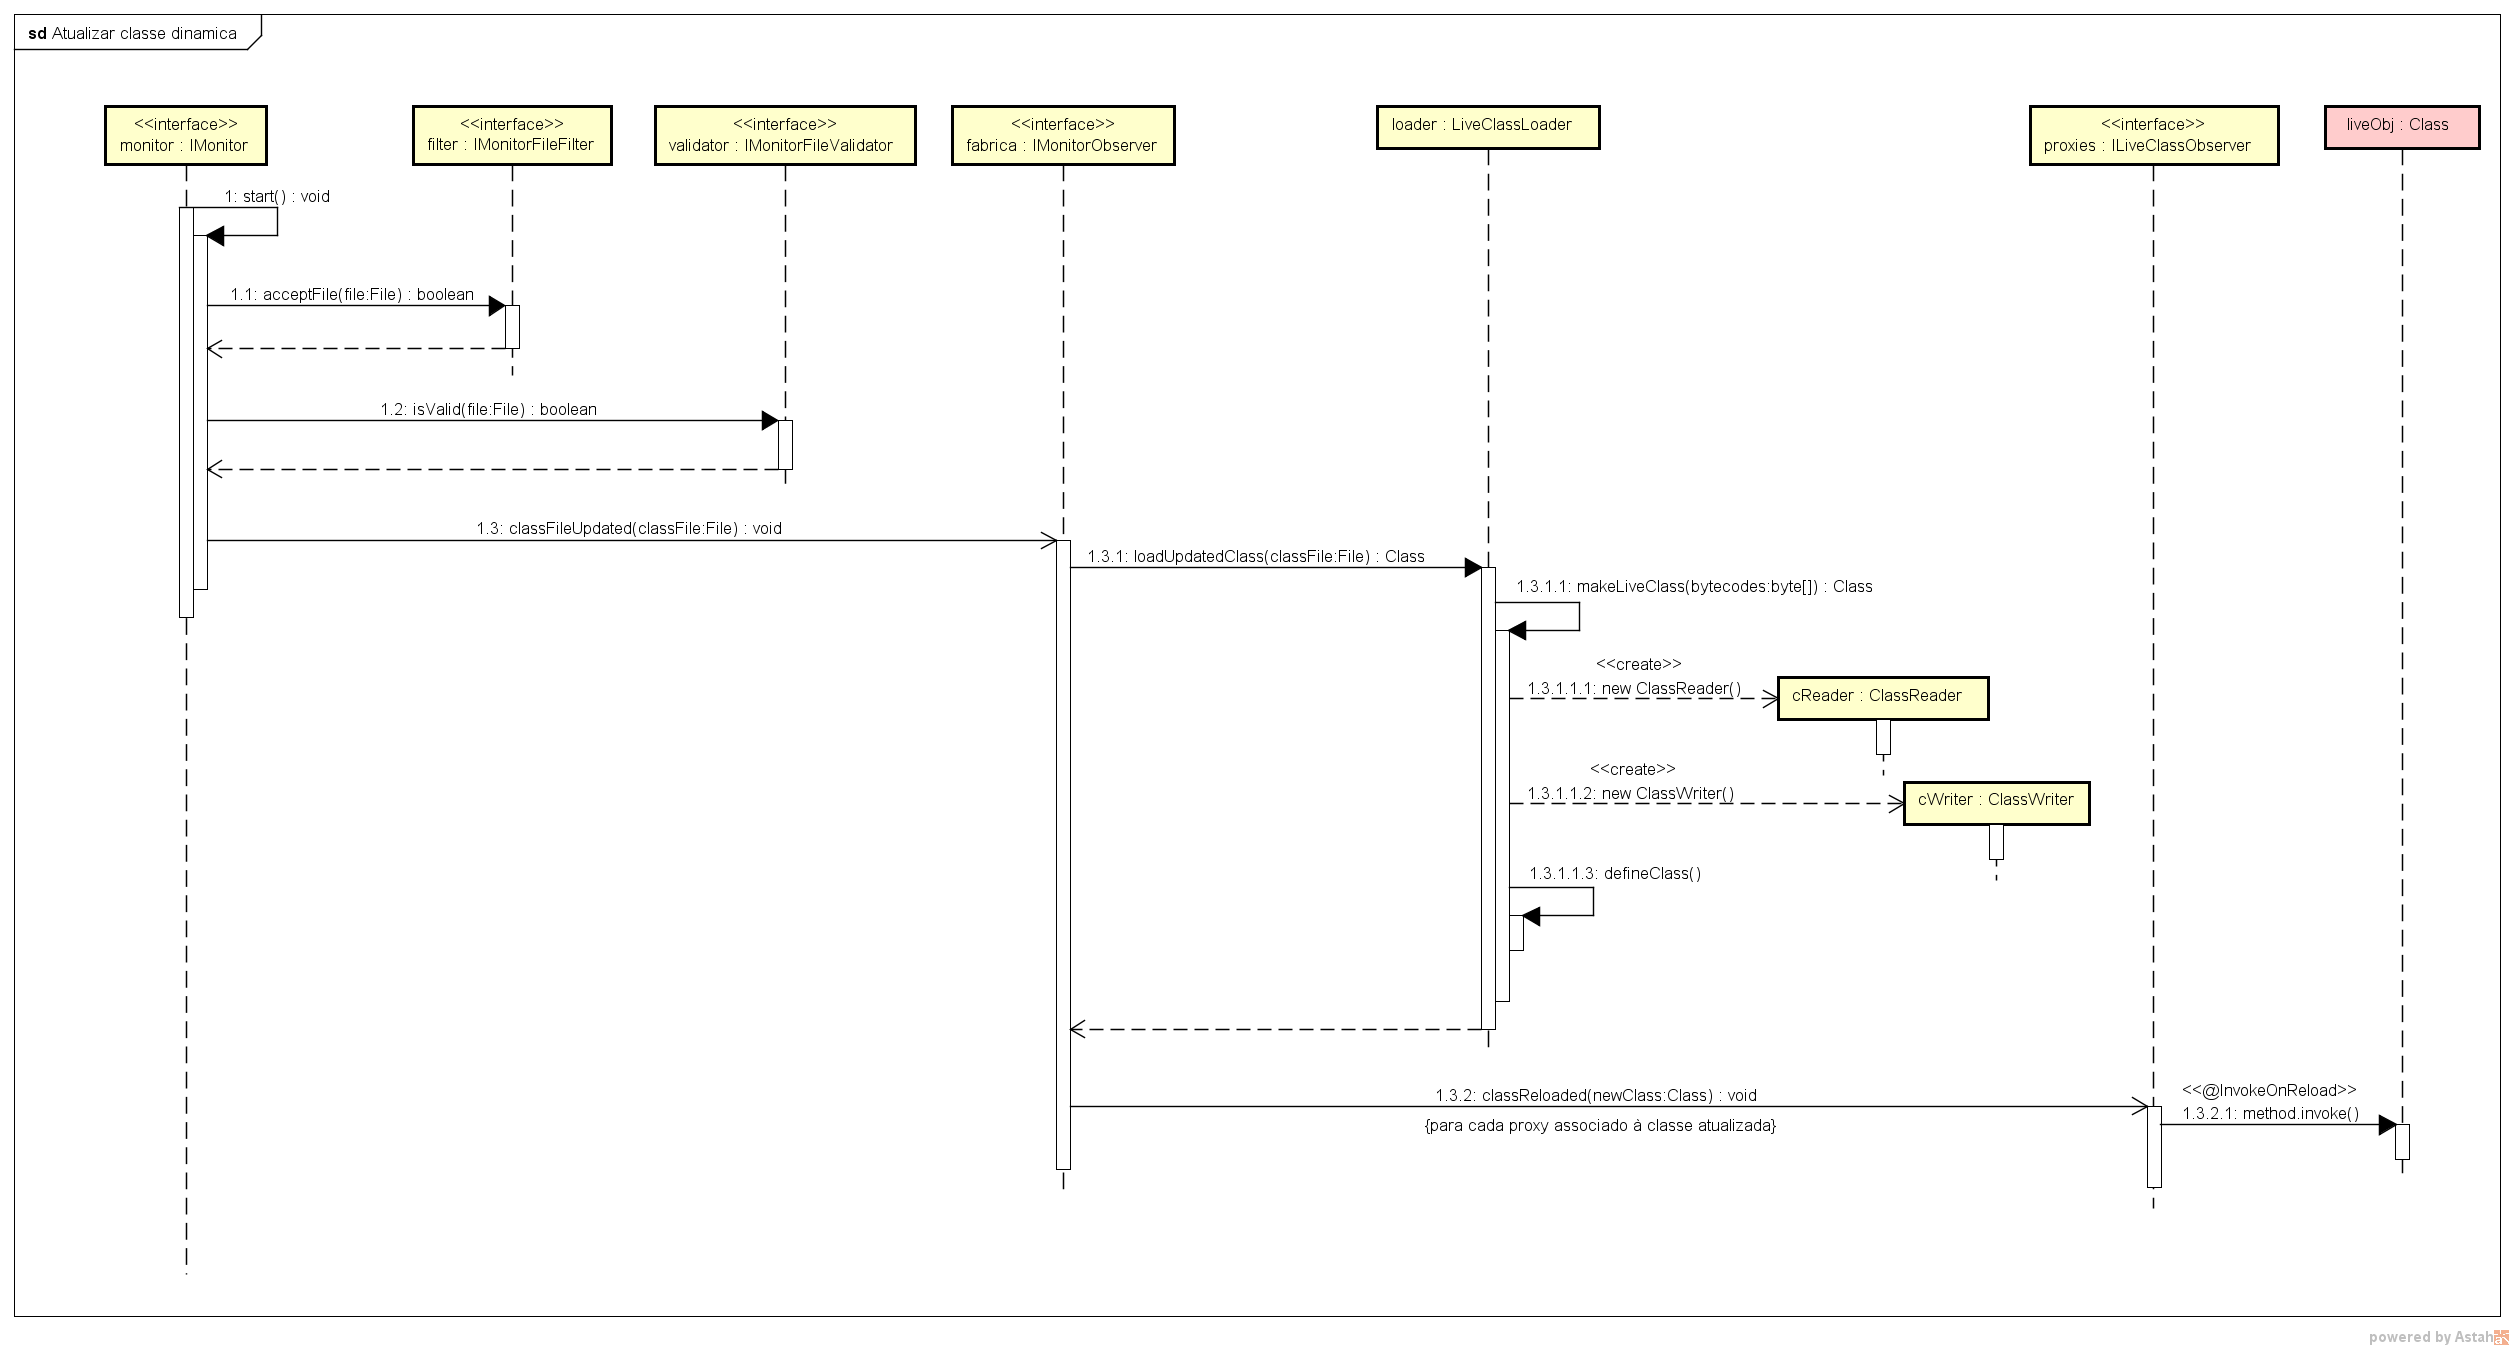 sd Atualizar classe dinamica
<<interface>>
monitor : IMonitor
<<interface>>
filter : IMonitorFileFilter
<<interface>>
validator : IMonitorFileValidator
<<interface>>
fabrica : IMonitorObserver
loader : LiveClassLoader
<<interface>>
proxies : ILiveClassObserver
liveObj : Class
1: start() : void
1.1: acceptFile(file:File) : boolean
1.2: isValid(file:File) : boolean
1.3: classFileUpdated(classFile:File) : void
1.3.1: loadUpdatedClass(classFile:File) : Class
1.3.1.1: makeLiveClass(bytecodes:byte[]) : Class
<<create>>
1.3.1.1.1: new ClassReader()
cReader : ClassReader
<<create>>
1.3.1.1.2: new ClassWriter()
cWriter : ClassWriter
1.3.1.1.3: defineClass()
1.3.2: classReloaded(newClass:Class) : void
{para cada proxy associado à classe atualizada}
<<@InvokeOnReload>>
1.3.2.1: method.invoke()
powered by Astah